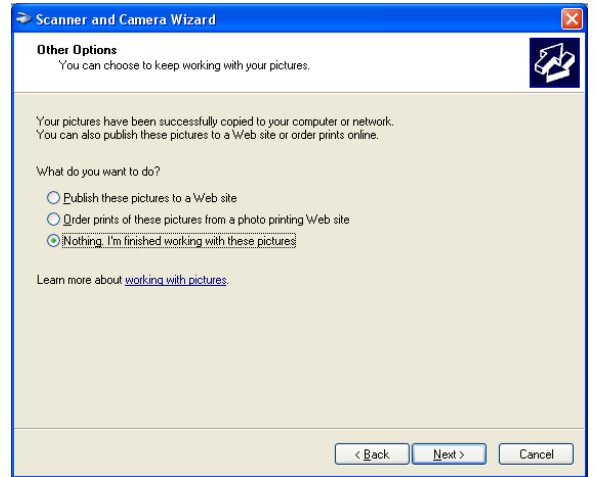 Scanner and Camera Wizard
Other Options
You can choose to keep working with your pictures.
Your pictures have been successfully copied to your computer or network.
You can also publish these pictures to a Web site or order prints online.
What do you want to do?
Publish these pictures to a Web site
Order prints of these pictures from a photo printing Web site
Nothing. I'm finished working with these pictures
Learn more about working with pictures.
< Back Next > Cancel